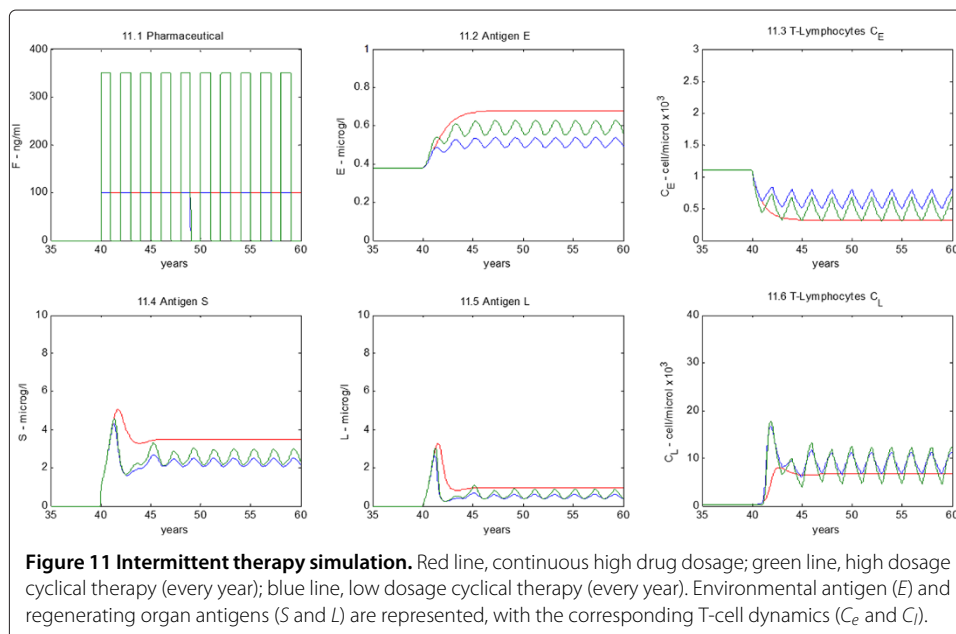 11.1 Pharmaceutical
400
300
200
100
0
F - ng/ml
35 40 45 50 55 60
years
11.2 Antigen E
1
0.8
0.6
0.4
0.2
0
E - microg/l
35 40 45 50 55 60
years
11.3 T-Lymphocytes C_E
3
2.5
2
1.5
1
0.5
0
C_E - cell/microl x10^3
35 40 45 50 55 60
years
11.4 Antigen S
10
8
6
4
2
0
S - microg/l
35 40 45 50 55 60
years
11.5 Antigen L
10
8
6
4
2
0
L - microg/l
35 40 45 50 55 60
years
11.6 T-Lymphocytes C_L
40
30
20
10
0
C_L - cell/microl x10^3
35 40 45 50 55 60
years
Figure 11 Intermittent therapy simulation. Red line, continuous high drug dosage; green line, high dosage
cyclical therapy (every year); blue line, low dosage cyclical therapy (every year). Environmental antigen (E) and
regenerating organ antigens (S and L) are represented, with the corresponding T-cell dynamics (C_e and C_l).